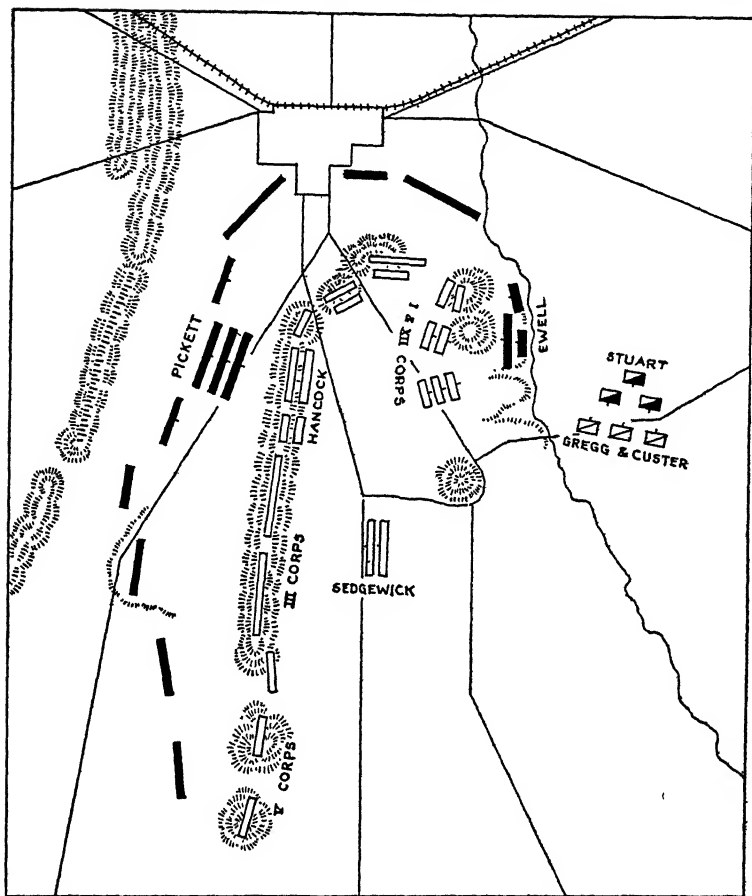 PICKETT
HANCOCK
I & XII CORPS
EWELL
STUART
GREGG & CUSTER
III CORPS
SEDGEWICK
V CORPS